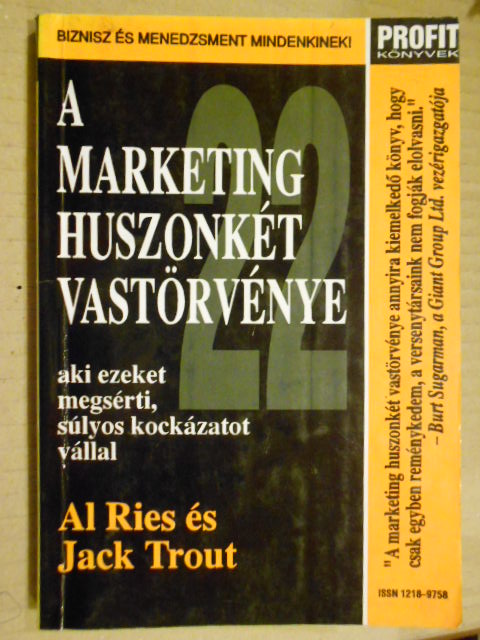 BIZNISZ ÉS MENEDZSMENT MINDENKINEK!
PROFIT
KÖNYVEK
22
A
MARKETING
HUSZONKÉT
VASTÖRVÉNYE
aki ezeket
megsérti,
súlyos kockázatot
vállal
Al Ries és
Jack Trout
"A marketing huszonkét vastörvénye annyira kiemelkedő könyv, hogy
csak egyben reménykedem, a versenytársaink nem fogják elolvasni."
– Burt Sugarman, a Giant Group Ltd. vezérigazgatója
ISSN 1218-9758